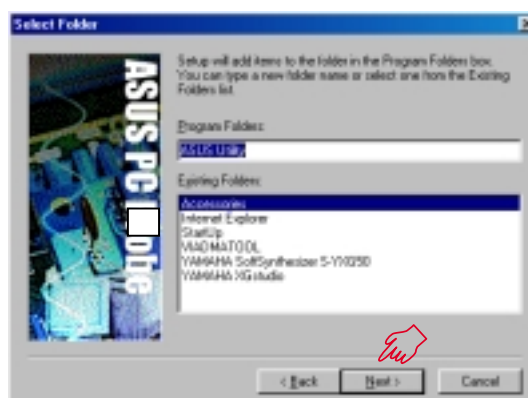 Select Folder
ASUS PC
Setup will add items to the folder in the Program Folders box.
You can type a new folder name or select one from the Existing
Folders list.
Program Folders:
ASUS Utility
Existing Folders:
Accessories
Internet Explorer
StartUp
VIADMATOOL
YAMAHA SoftSynthesizer S-YXG50
YAMAHA XGstudio
< Back
Next >
Cancel